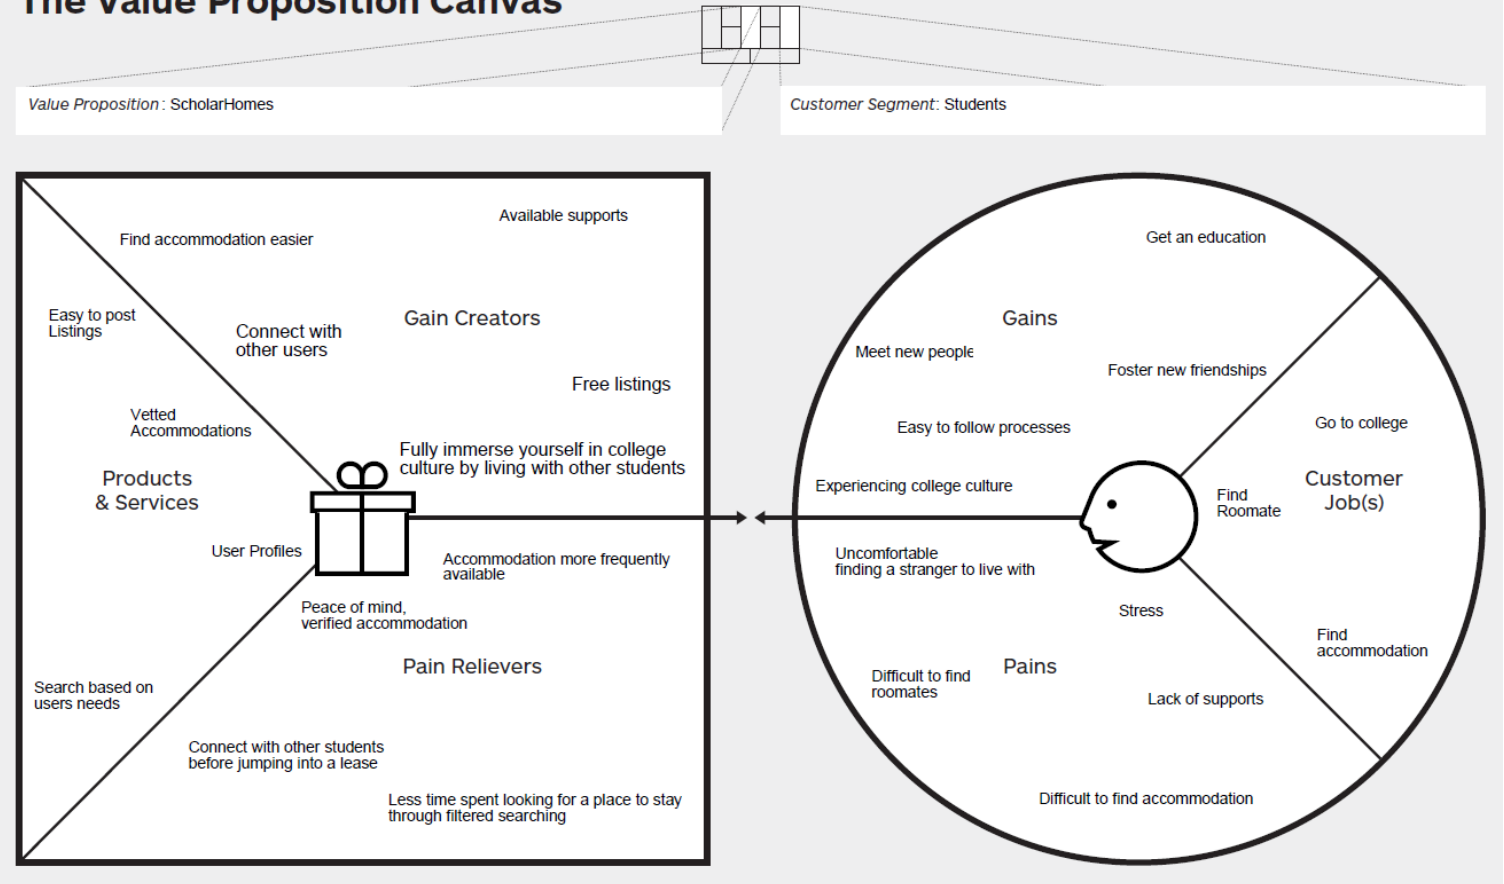 The Value Proposition Canvas
Value Proposition : ScholarHomes
Customer Segment: Students
Available supports
Find accommodation easier
Easy to post
Listings
Connect with
other users
Gain Creators
Free listings
Vetted
Accommodations
Fully immerse yourself in college
culture by living with other students
Products
& Services
User Profiles
Accommodation more frequently
available
Peace of mind,
verified accommodation
Pain Relievers
Search based on
users needs
Connect with other students
before jumping into a lease
Less time spent looking for a place to stay
through filtered searching
Get an education
Gains
Meet new people
Foster new friendships
Easy to follow processes
Experiencing college culture
Go to college
Customer
Job(s)
Find
Roomate
Find
accommodation
Uncomfortable
finding a stranger to live with
Stress
Difficult to find
roomates
Pains
Lack of supports
Difficult to find accommodation